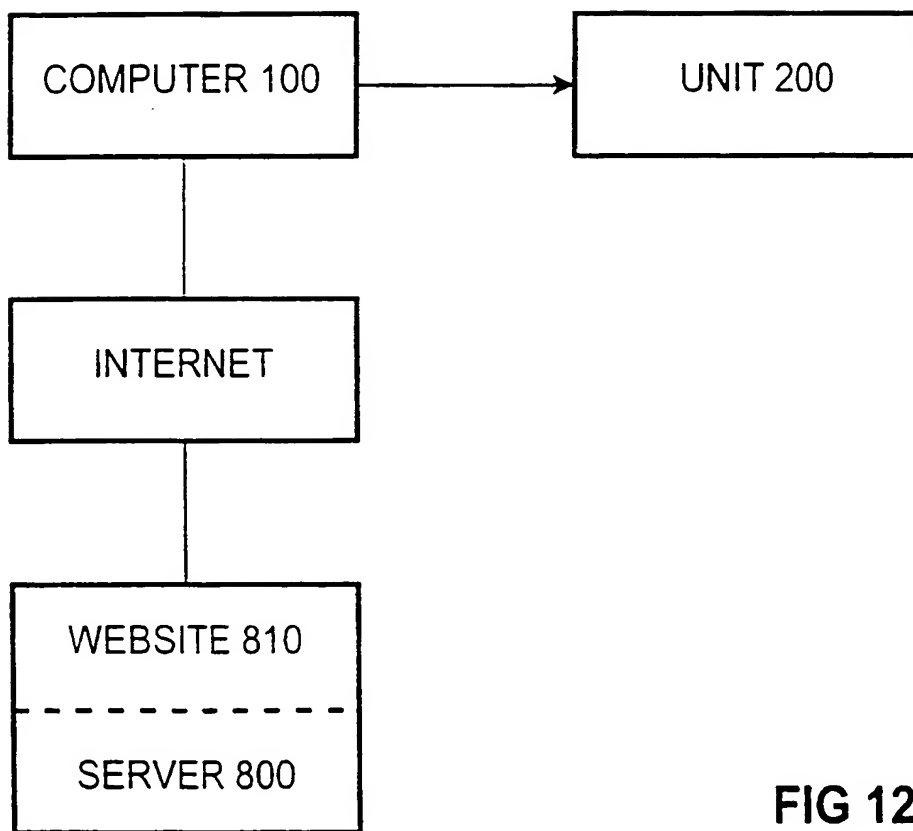 COMPUTER 100
UNIT 200
INTERNET
WEBSITE 810
SERVER 800
FIG 12